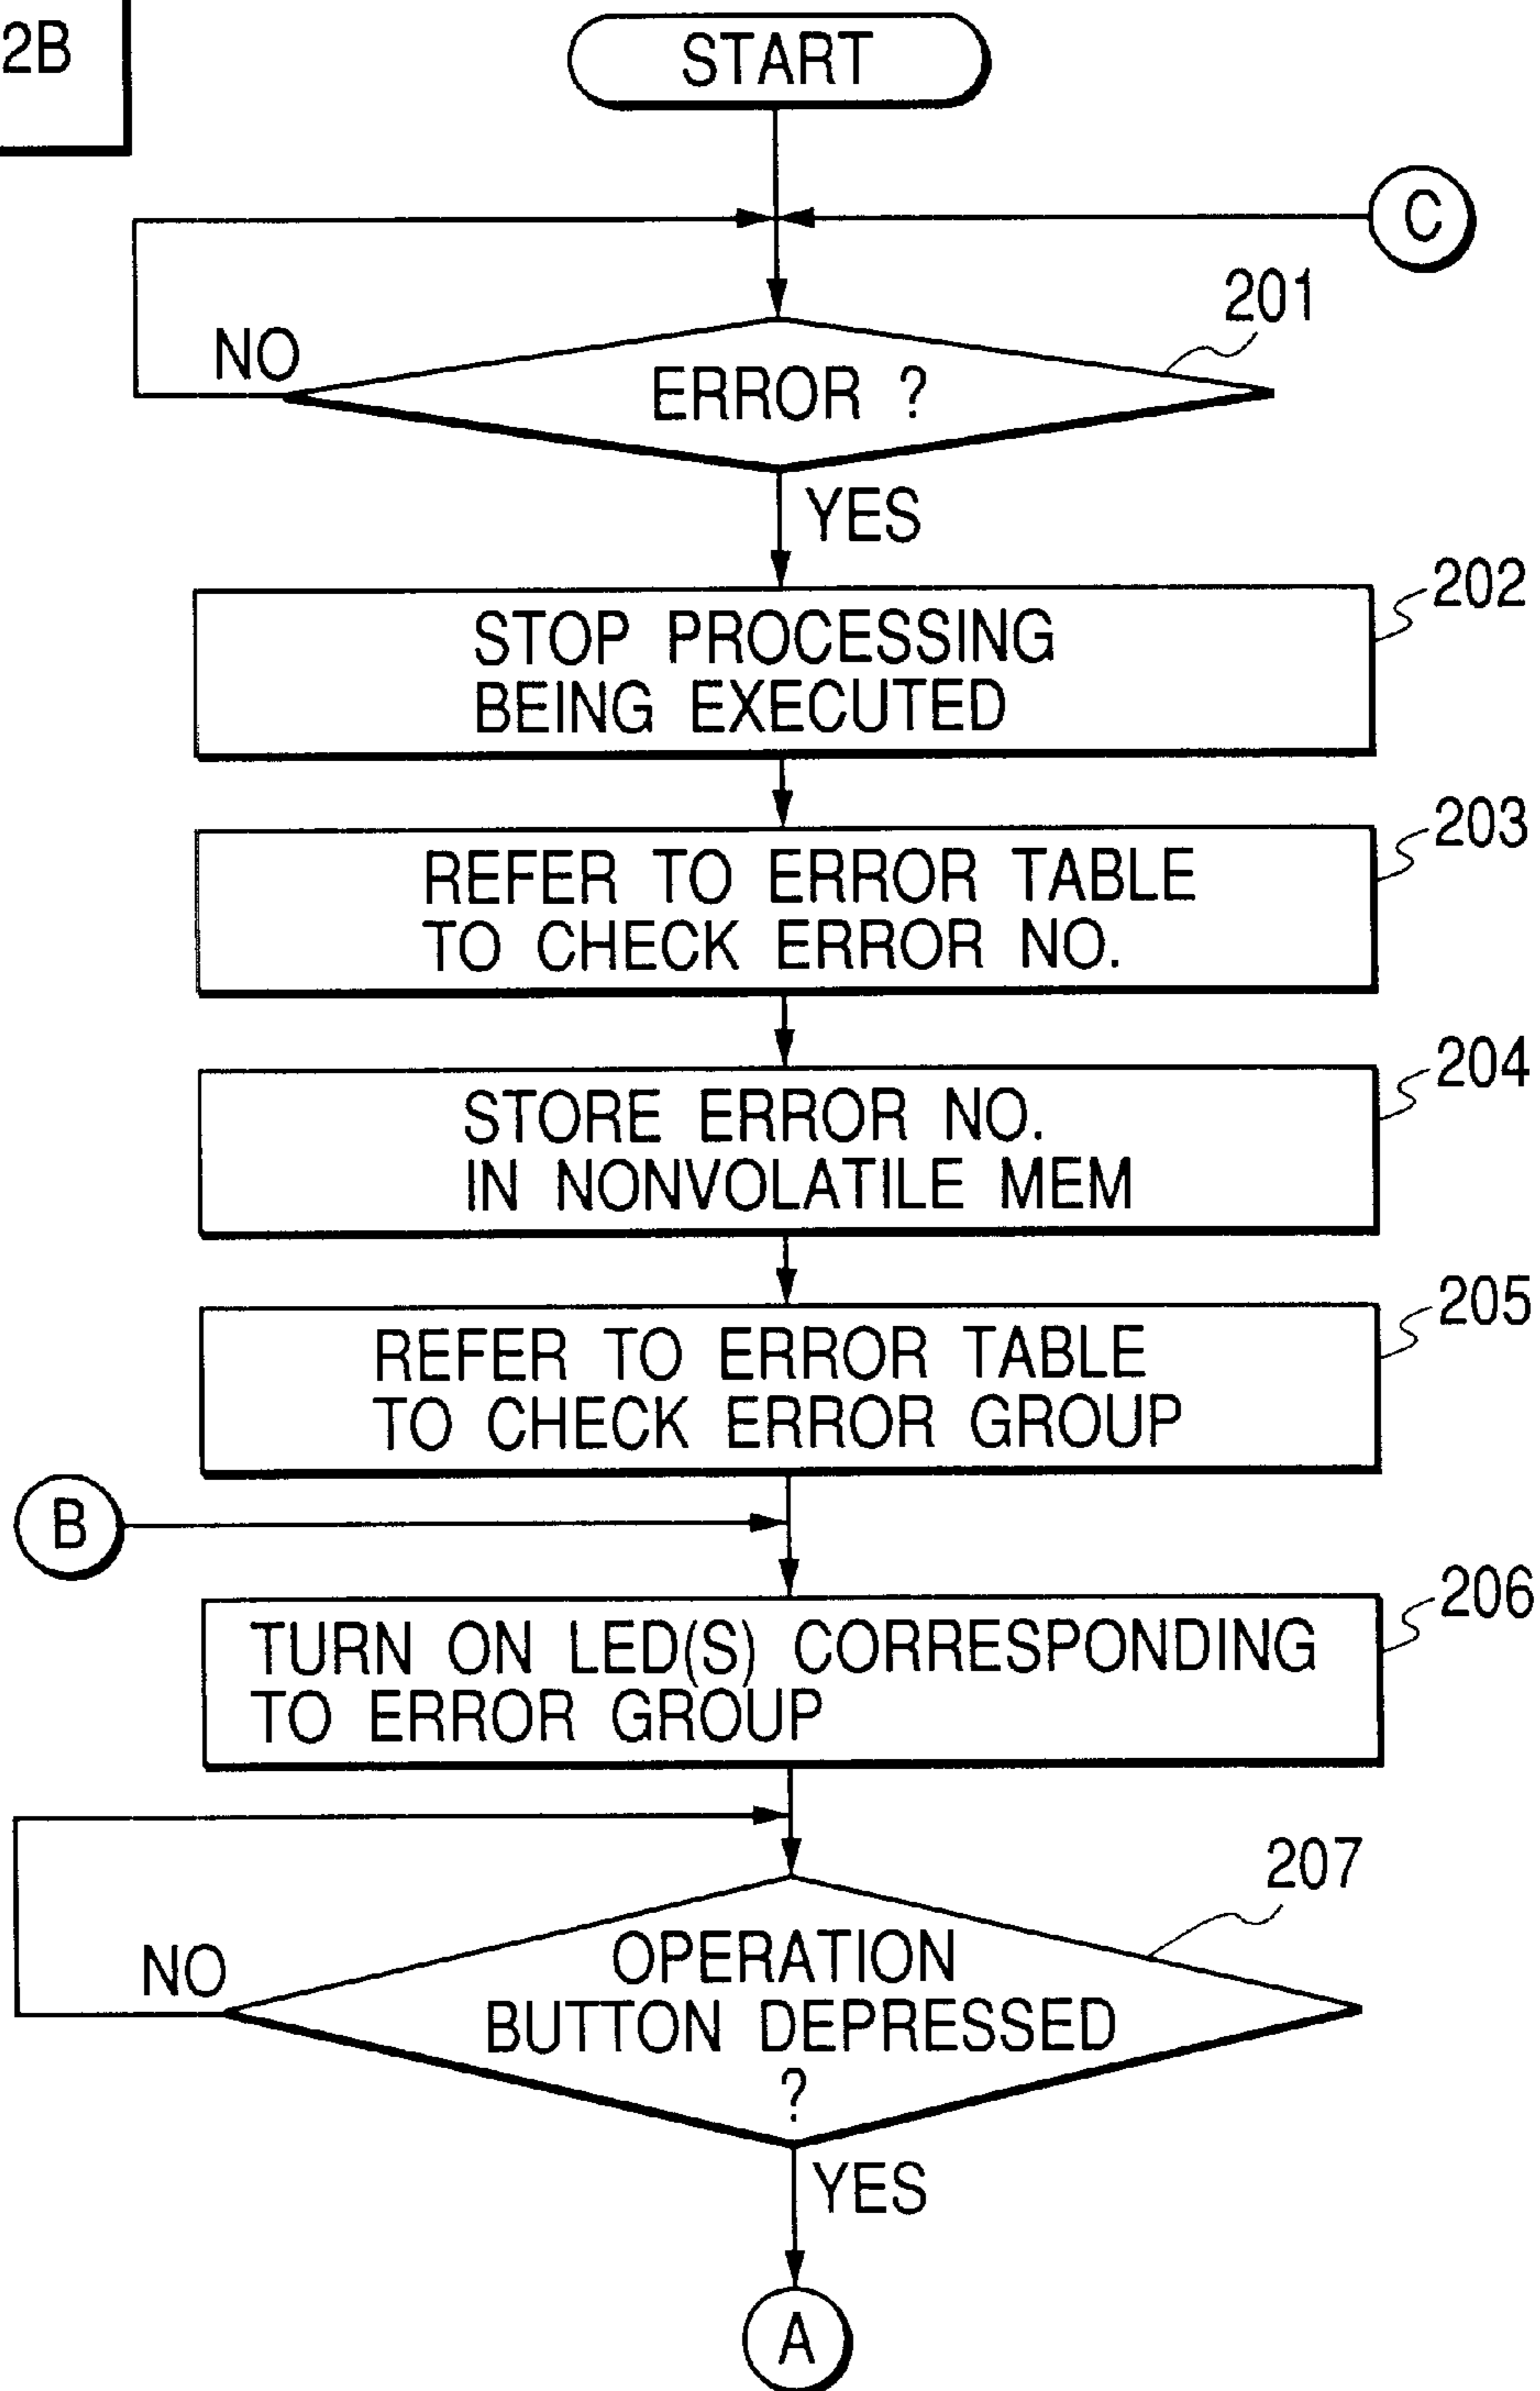 2B
START
C
201
NO
ERROR ?
YES
202
STOP PROCESSING
BEING EXECUTED
203
REFER TO ERROR TABLE
TO CHECK ERROR NO.
204
STORE ERROR NO.
IN NONVOLATILE MEM
205
REFER TO ERROR TABLE
TO CHECK ERROR GROUP
B
206
TURN ON LED(S) CORRESPONDING
TO ERROR GROUP
207
NO
OPERATION
BUTTON DEPRESSED
?
YES
A